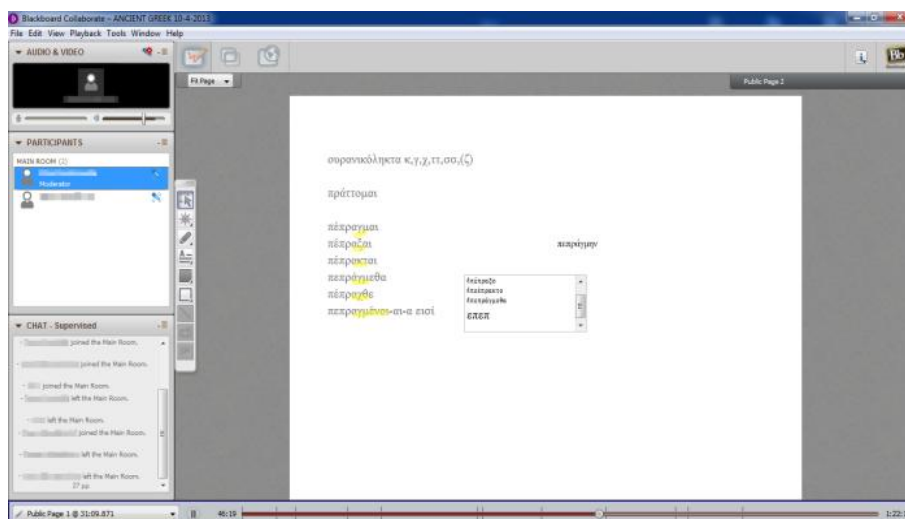 Blackboard Collaborate – ANCIENT GREEK 10-4-2013
File Edit View Playback Tools Window Help
AUDIO & VIDEO
Fit Page
Public Page 2
PARTICIPANTS
MAIN ROOM (2)
Moderator
ουρανικόληκτα κ,γ,χ,ττ,σσ,(ζ)
πράττομαι
πέπραγμαι
πέπραξαι
πέπρακται
πεπράγμεθα
πέπραχθε
πεπραγμένοι-αι-α εισί
επεπ
CHAT - Supervised
joined the Main Room.
joined the Main Room.
joined the Main Room.
left the Main Room.
left the Main Room.
joined the Main Room.
left the Main Room.
left the Main Room.
Public Page 1 @ 31:09.871
46:19